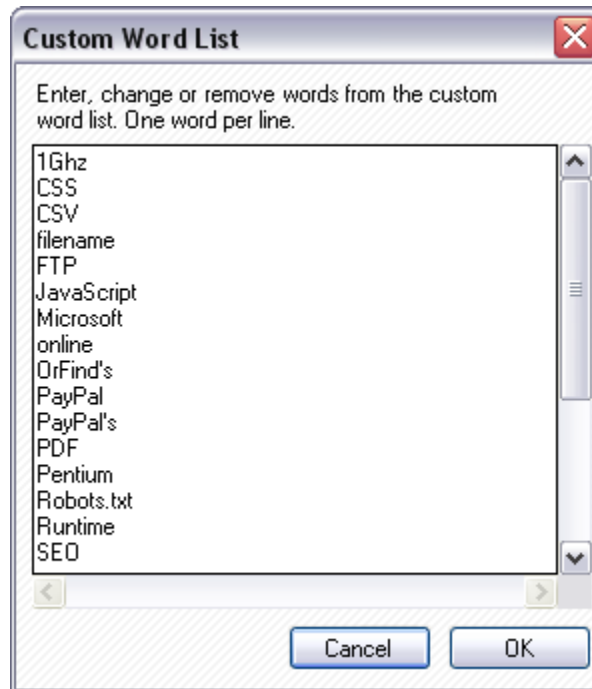 Custom Word List
Enter, change or remove words from the custom
word list. One word per line.
1Ghz
CSS
CSV
filename
FTP
JavaScript
Microsoft
online
OrFind's
PayPal
PayPal's
PDF
Pentium
Robots.txt
Runtime
SEO
Cancel
OK